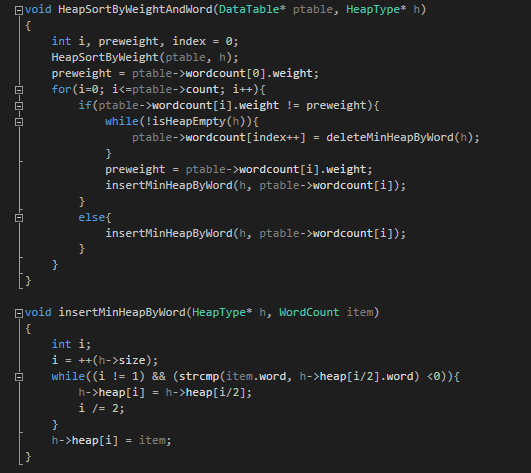 void HeapSortByWeightAndWord(DataTable* ptable, HeapType* h)
{
    int i, preweight, index = 0;
    HeapSortByWeight(ptable, h);
    preweight = ptable->wordcount[0].weight;
    for(i=0; i<=ptable->count; i++){
        if(ptable->wordcount[i].weight != preweight){
            while(!isHeapEmpty(h)){
                ptable->wordcount[index++] = deleteMinHeapByWord(h);
            }
            preweight = ptable->wordcount[i].weight;
            insertMinHeapByWord(h, ptable->wordcount[i]);
        }
        else{
            insertMinHeapByWord(h, ptable->wordcount[i]);
        }
    }
}

void insertMinHeapByWord(HeapType* h, WordCount item)
{
    int i;
    i = ++(h->size);
    while((i != 1) && (strcmp(item.word, h->heap[i/2].word) <0)){
        h->heap[i] = h->heap[i/2];
        i /= 2;
    }
    h->heap[i] = item;
}